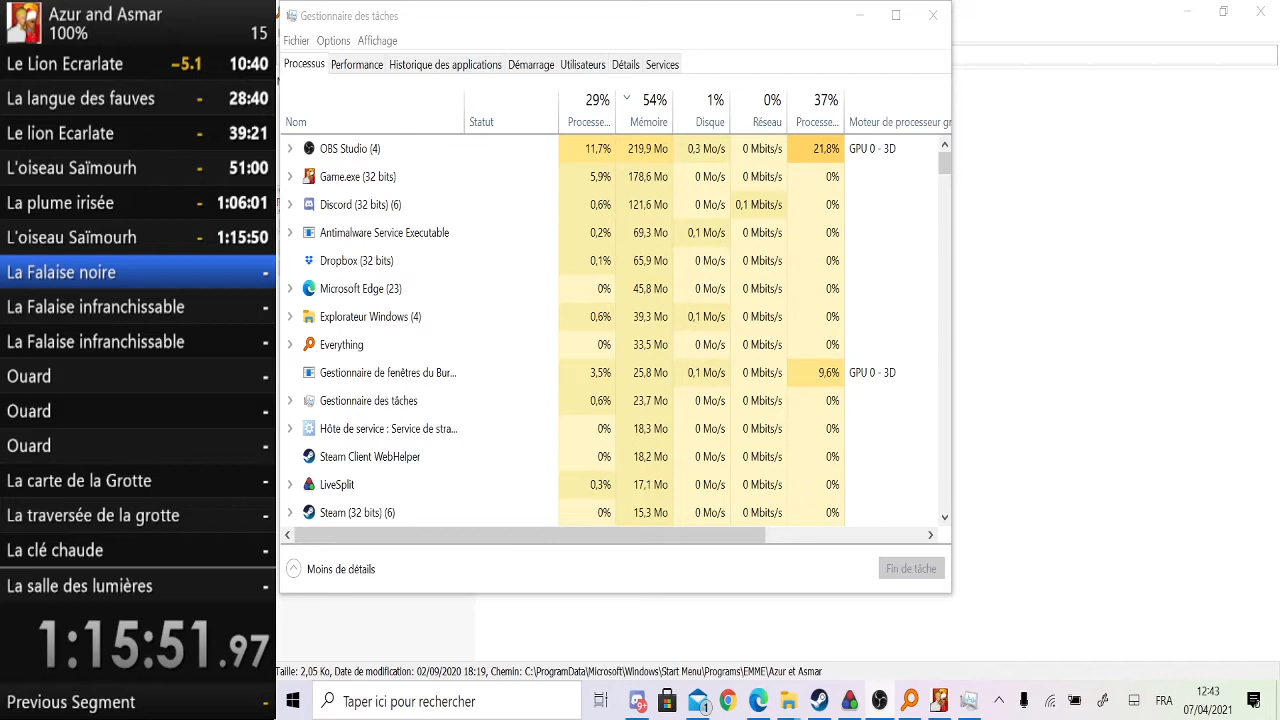 Azur and Asmar
100% 15
Le Lion Ecrarlate −5.1 10:40
La langue des fauves - 28:40
Le lion Ecarlate - 39:21
L'oiseau Saïmourh - 51:00
La plume irisée - 1:06:01
L'oiseau Saïmourh - 1:15:50
La Falaise noire -
La Falaise infranchissable -
La Falaise infranchissable -
Ouard -
Ouard -
Ouard -
La carte de la Grotte -
La traversée de la grotte -
La clé chaude -
La salle des lumières -
1:15:51.97
Previous Segment -
Gestionnaire des tâches
Fichier Options Affichage
Processus Performance Historique des applications Démarrage Utilisateurs Détails Services
29% 54% 1% 0% 37%
Nom Statut Processe... Mémoire Disque Réseau Processe... Moteur de processeur gr
OBS Studio (4) 11,7% 219,9 Mo 0,3 Mo/s 0 Mbits/s 21,8% GPU 0 - 3D
Game.exe (32 bits) 5,9% 178,6 Mo 0 Mo/s 0 Mbits/s 0%
Discord (32 bits) (6) 0,6% 121,6 Mo 0 Mo/s 0,1 Mbits/s 0%
Antimalware Service Executable 0,2% 69,3 Mo 0,1 Mo/s 0 Mbits/s 0%
Dropbox (32 bits) 0,1% 65,9 Mo 0 Mo/s 0 Mbits/s 0%
Microsoft Edge (23) 0% 45,8 Mo 0 Mo/s 0 Mbits/s 0%
Explorateur Windows (4) 0,6% 39,3 Mo 0,1 Mo/s 0 Mbits/s 0%
Everything 0% 33,5 Mo 0 Mo/s 0 Mbits/s 0%
Gestionnaire de fenêtres du Bur... 3,5% 25,8 Mo 0,1 Mo/s 0 Mbits/s 9,6% GPU 0 - 3D
Gestionnaire des tâches 0,6% 23,7 Mo 0 Mo/s 0 Mbits/s 0%
Hôte de service : Service de stra... 0% 18,3 Mo 0 Mo/s 0 Mbits/s 0%
Steam Client WebHelper 0% 18,2 Mo 0 Mo/s 0 Mbits/s 0%
LiveSplit 0,3% 17,1 Mo 0 Mo/s 0 Mbits/s 0%
Steam (32 bits) (6) 0% 15,3 Mo 0 Mo/s 0 Mbits/s 0%
Moins de détails Fin de tâche
Taille: 2,05 Ko, Date de modification: 02/09/2020 18:19, Chemin: C:\ProgramData\Microsoft\Windows\Start Menu\Programs\EMME\Azur et Asmar
Taper ici pour rechercher 9+ 1 FRA 12:43
07/04/2021